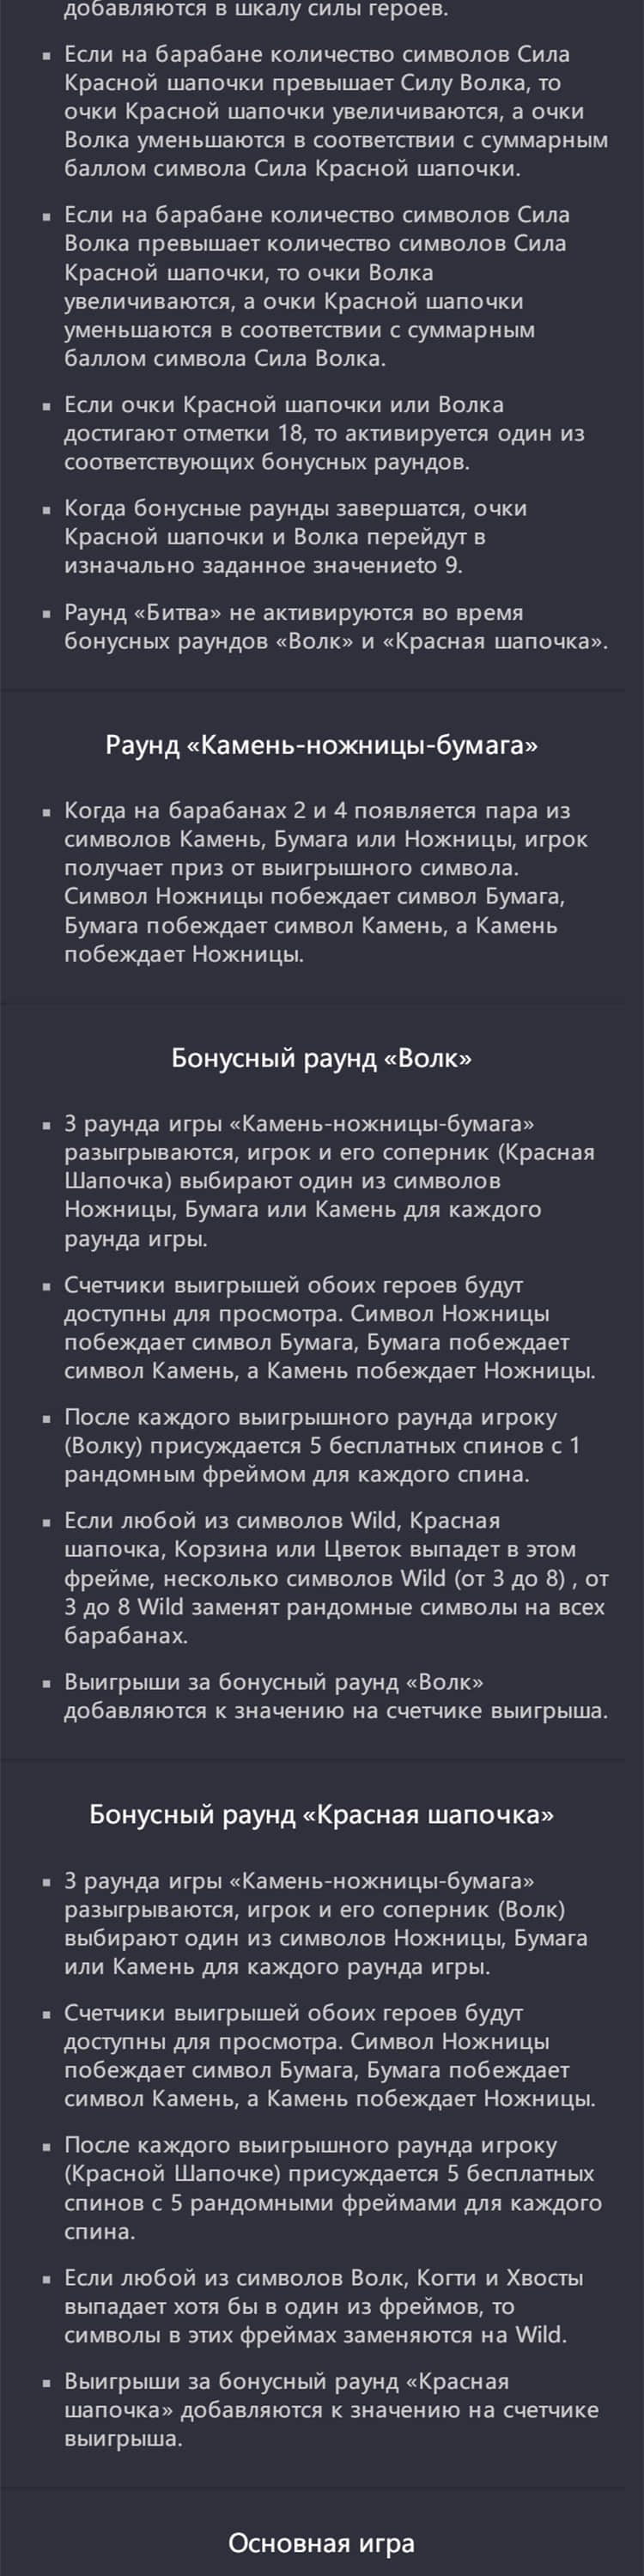 добавляются в шкалу силы героев.
▪ Если на барабане количество символов Сила
Красной шапочки превышает Силу Волка, то
очки Красной шапочки увеличиваются, а очки
Волка уменьшаются в соответствии с суммарным
баллом символа Сила Красной шапочки.
▪ Если на барабане количество символов Сила
Волка превышает количество символов Сила
Красной шапочки, то очки Волка
увеличиваются, а очки Красной шапочки
уменьшаются в соответствии с суммарным
баллом символа Сила Волка.
▪ Если очки Красной шапочки или Волка
достигают отметки 18, то активируется один из
соответствующих бонусных раундов.
▪ Когда бонусные раунды завершатся, очки
Красной шапочки и Волка перейдут в
изначально заданное значениеto 9.
▪ Раунд «Битва» не активируются во время
бонусных раундов «Волк» и «Красная шапочка».
Раунд «Камень-ножницы-бумага»
▪ Когда на барабанах 2 и 4 появляется пара из
символов Камень, Бумага или Ножницы, игрок
получает приз от выигрышного символа.
Символ Ножницы побеждает символ Бумага,
Бумага побеждает символ Камень, а Камень
побеждает Ножницы.
Бонусный раунд «Волк»
▪ 3 раунда игры «Камень-ножницы-бумага»
разыгрываются, игрок и его соперник (Красная
Шапочка) выбирают один из символов
Ножницы, Бумага или Камень для каждого
раунда игры.
▪ Счетчики выигрышей обоих героев будут
доступны для просмотра. Символ Ножницы
побеждает символ Бумага, Бумага побеждает
символ Камень, а Камень побеждает Ножницы.
▪ После каждого выигрышного раунда игроку
(Волку) присуждается 5 бесплатных спинов с 1
рандомным фреймом для каждого спина.
▪ Если любой из символов Wild, Красная
шапочка, Корзина или Цветок выпадет в этом
фрейме, несколько символов Wild (от 3 до 8) , от
3 до 8 Wild заменят рандомные символы на всех
барабанах.
▪ Выигрыши за бонусный раунд «Волк»
добавляются к значению на счетчике выигрыша.
Бонусный раунд «Красная шапочка»
▪ 3 раунда игры «Камень-ножницы-бумага»
разыгрываются, игрок и его соперник (Волк)
выбирают один из символов Ножницы, Бумага
или Камень для каждого раунда игры.
▪ Счетчики выигрышей обоих героев будут
доступны для просмотра. Символ Ножницы
побеждает символ Бумага, Бумага побеждает
символ Камень, а Камень побеждает Ножницы.
▪ После каждого выигрышного раунда игроку
(Красной Шапочке) присуждается 5 бесплатных
спинов с 5 рандомными фреймами для каждого
спина.
▪ Если любой из символов Волк, Когти и Хвосты
выпадает хотя бы в один из фреймов, то
символы в этих фреймах заменяются на Wild.
▪ Выигрыши за бонусный раунд «Красная
шапочка» добавляются к значению на счетчике
выигрыша.
Основная игра